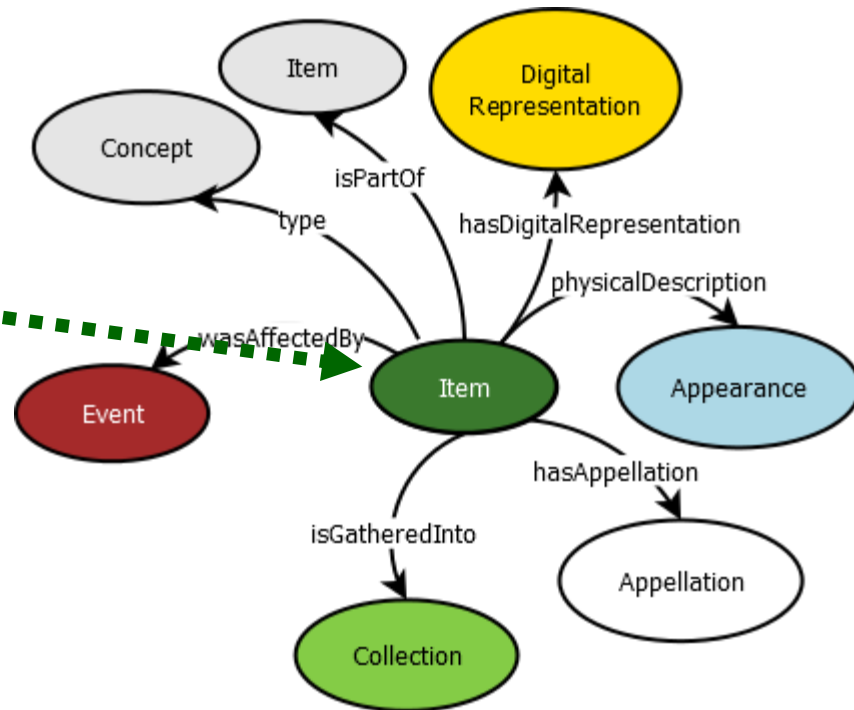 Item
Digital
Representation
Concept
isPartOf
type
hasDigitalRepresentation
physicalDescription
wasAffectedBy
Item
Appearance
Event
hasAppellation
isGatheredInto
Appellation
Collection